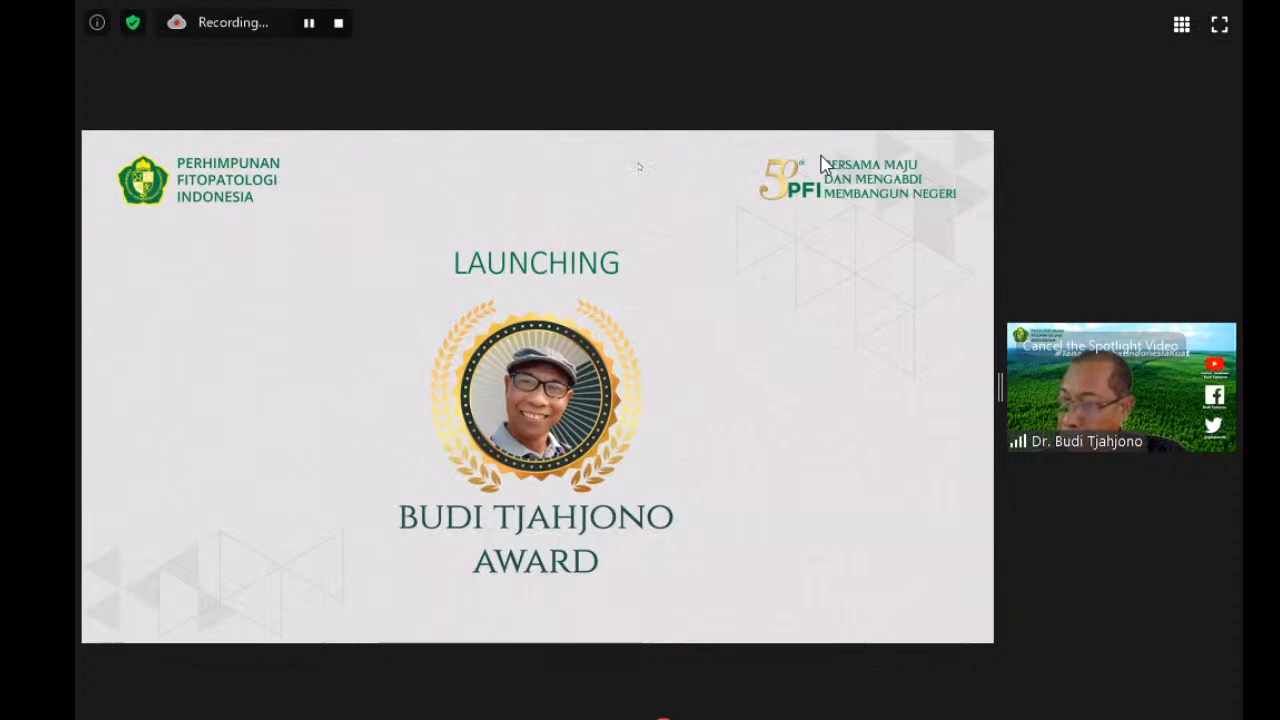 Recording...
PERHIMPUNAN
FITOPATOLOGI
INDONESIA
50th
PFI
BERSAMA MAJU
DAN MENGABDI
MEMBANGUN NEGERI
LAUNCHING
BUDI TJAHJONO
AWARD
Cancel the Spotlight Video
Dr. Budi Tjahjono